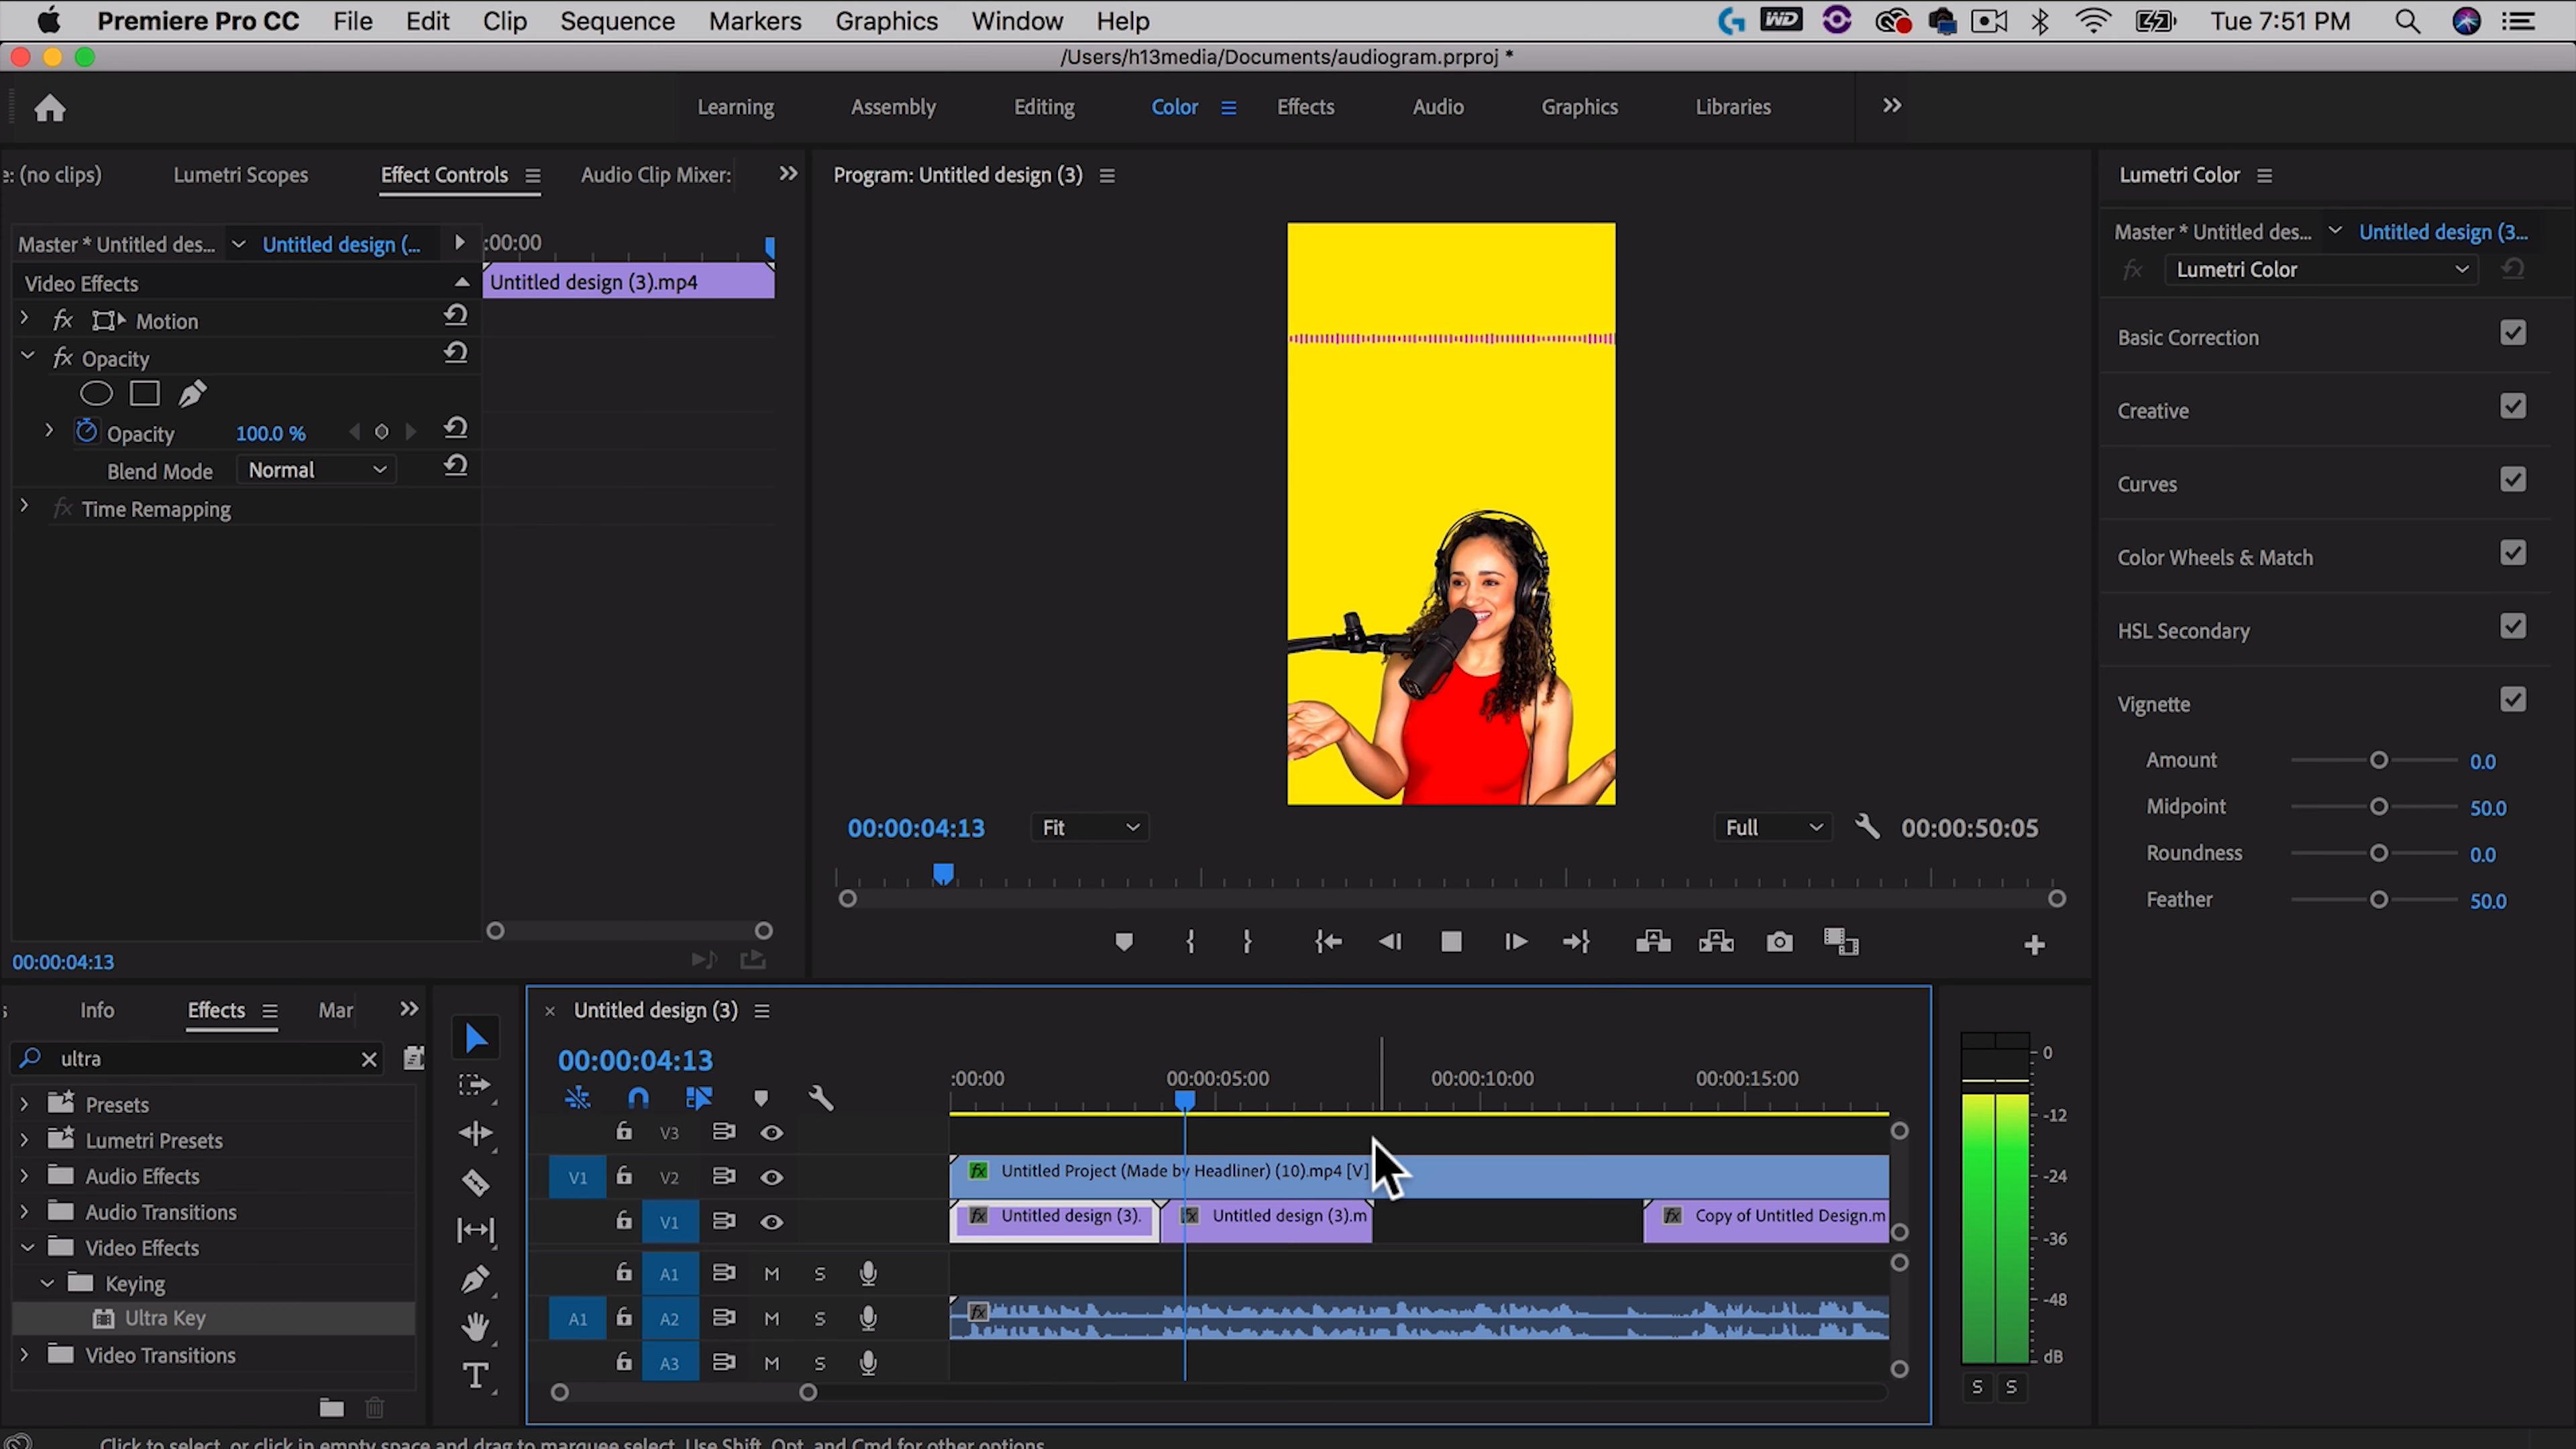 Premiere Pro CC File Edit Clip Sequence Markers Graphics Window Help WD Tue 7:51 PM
/Users/h13media/Documents/audiogram.prproj *
Learning Assembly Editing Color Effects Audio Graphics Libraries
e: (no clips) Lumetri Scopes Effect Controls Audio Clip Mixer:
Master * Untitled des... Untitled design (... :00:00
Video Effects Untitled design (3).mp4
fx Motion
fx Opacity
Opacity 100.0 %
Blend Mode Normal
fx Time Remapping
00:00:04:13
Program: Untitled design (3)
00:00:04:13 Fit Full 00:00:50:05
Lumetri Color
Master * Untitled des... Untitled design (3...
fx Lumetri Color
Basic Correction
Creative
Curves
Color Wheels & Match
HSL Secondary
Vignette
Amount 0.0
Midpoint 50.0
Roundness 0.0
Feather 50.0
s Info Effects Mar
ultra
Presets
Lumetri Presets
Audio Effects
Audio Transitions
Video Effects
Keying
Ultra Key
Video Transitions
T
× Untitled design (3)
00:00:04:13
:00:00 00:00:05:00 00:00:10:00 00:00:15:00
V3
V1 V2 fx Untitled Project (Made by Headliner) (10).mp4 [V]
V1 fx Untitled design (3). fx Untitled design (3).m fx Copy of Untitled Design.m
A1 M S
A1 A2 M S fx
A3 M S
0
-12
-24
-36
-48
dB
S S
Click to select, or click in empty space and drag to marquee select. Use Shift, Opt, and Cmd for other options.